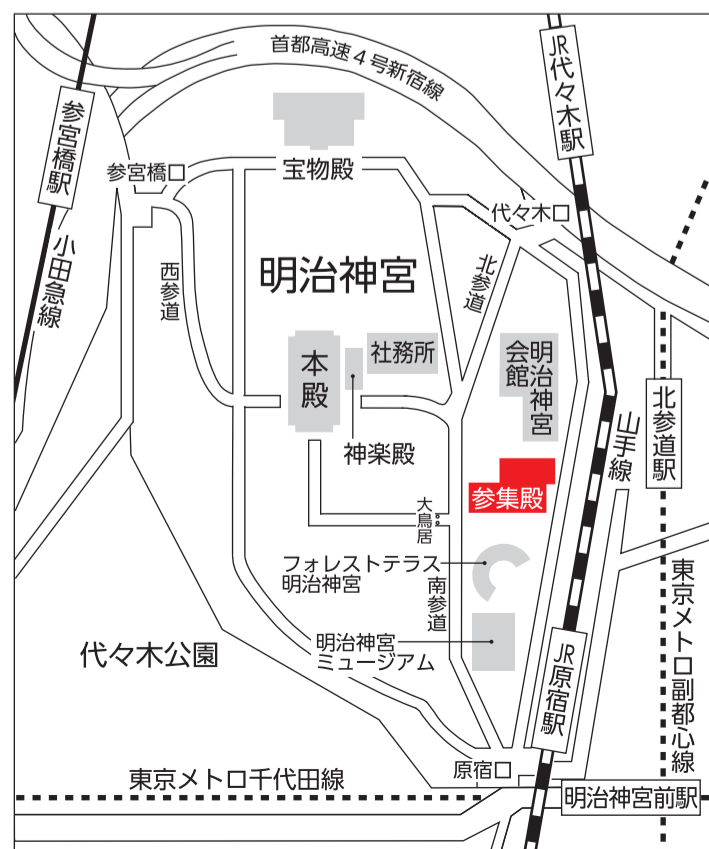 首都高速4号新宿線
JR代々木駅
参宮橋駅
参宮橋口
宝物殿
代々木口
小田急線
西参道
明治神宮
北参道
社務所
明治神宮
会館
本殿
神楽殿
北参道駅
山手線
参集殿
大鳥居
フォレストテラス
明治神宮
南参道
明治神宮
ミュージアム
代々木公園
JR原宿駅
東京メトロ副都心線
原宿口
東京メトロ千代田線
明治神宮前駅